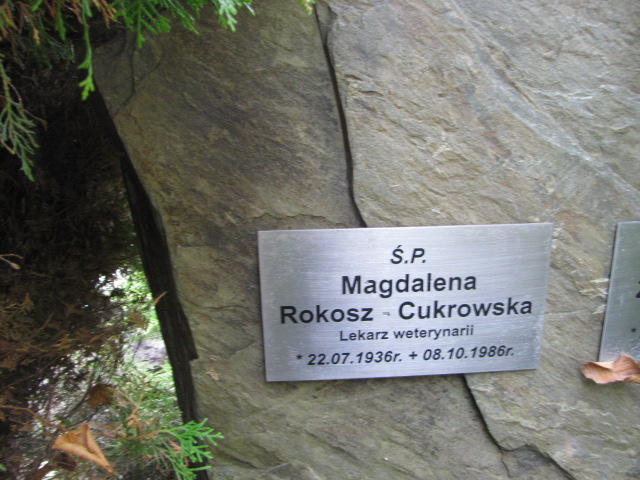 Ś.P.
Magdalena
Rokosz - Cukrowska
Lekarz weterynarii
* 22.07.1936r. + 08.10.1986r.